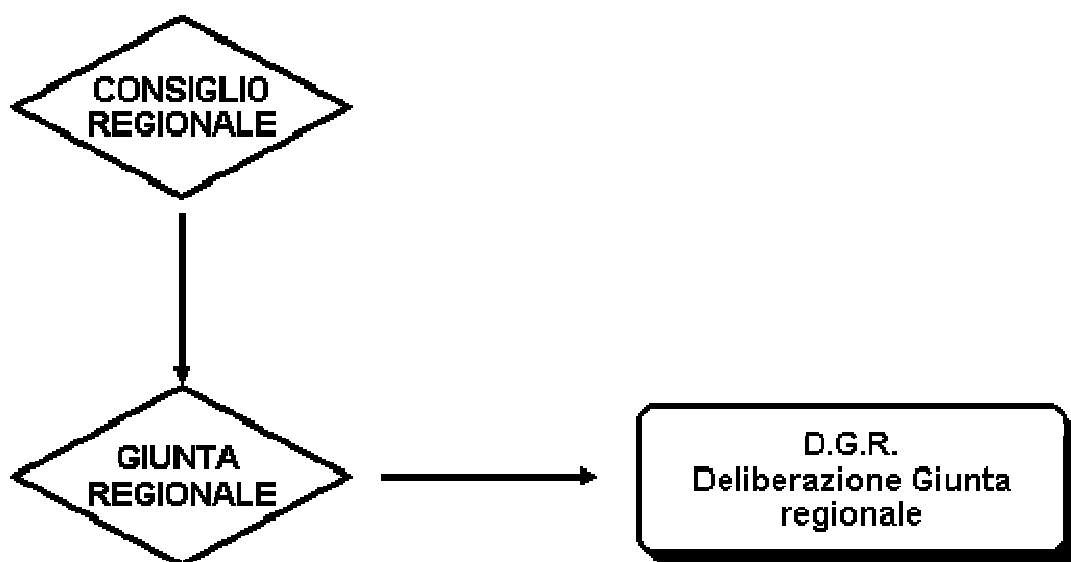 CONSIGLIO
REGIONALE
GIUNTA
REGIONALE
D.G.R.
Deliberazione Giunta
regionale